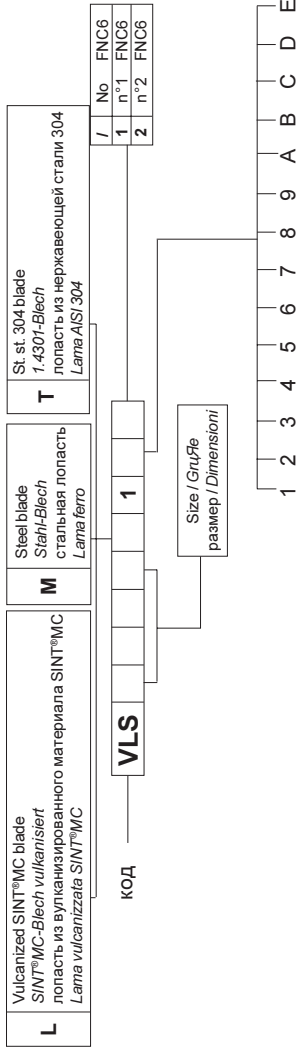 L
Vulcanized SINT®MC blade
SINT®MC-Blech vulkanisiert
лопасть из вулканизированного материала SINT®MC
Lama vulcanizzata SINT®MC
M
Steel blade
Stahl-Blech
стальная лопасть
Lama ferro
T
St. st. 304 blade
1.4301-Blech
лопасть из нержавеющей стали 304
Lama AISI 304
/ No FNC6
1 n°1 FNC6
2 n°2 FNC6
код
VLS
1
Size / GruЯe
размер / Dimensioni
1 2 3 4 5 6 7 8 9 A B C D E